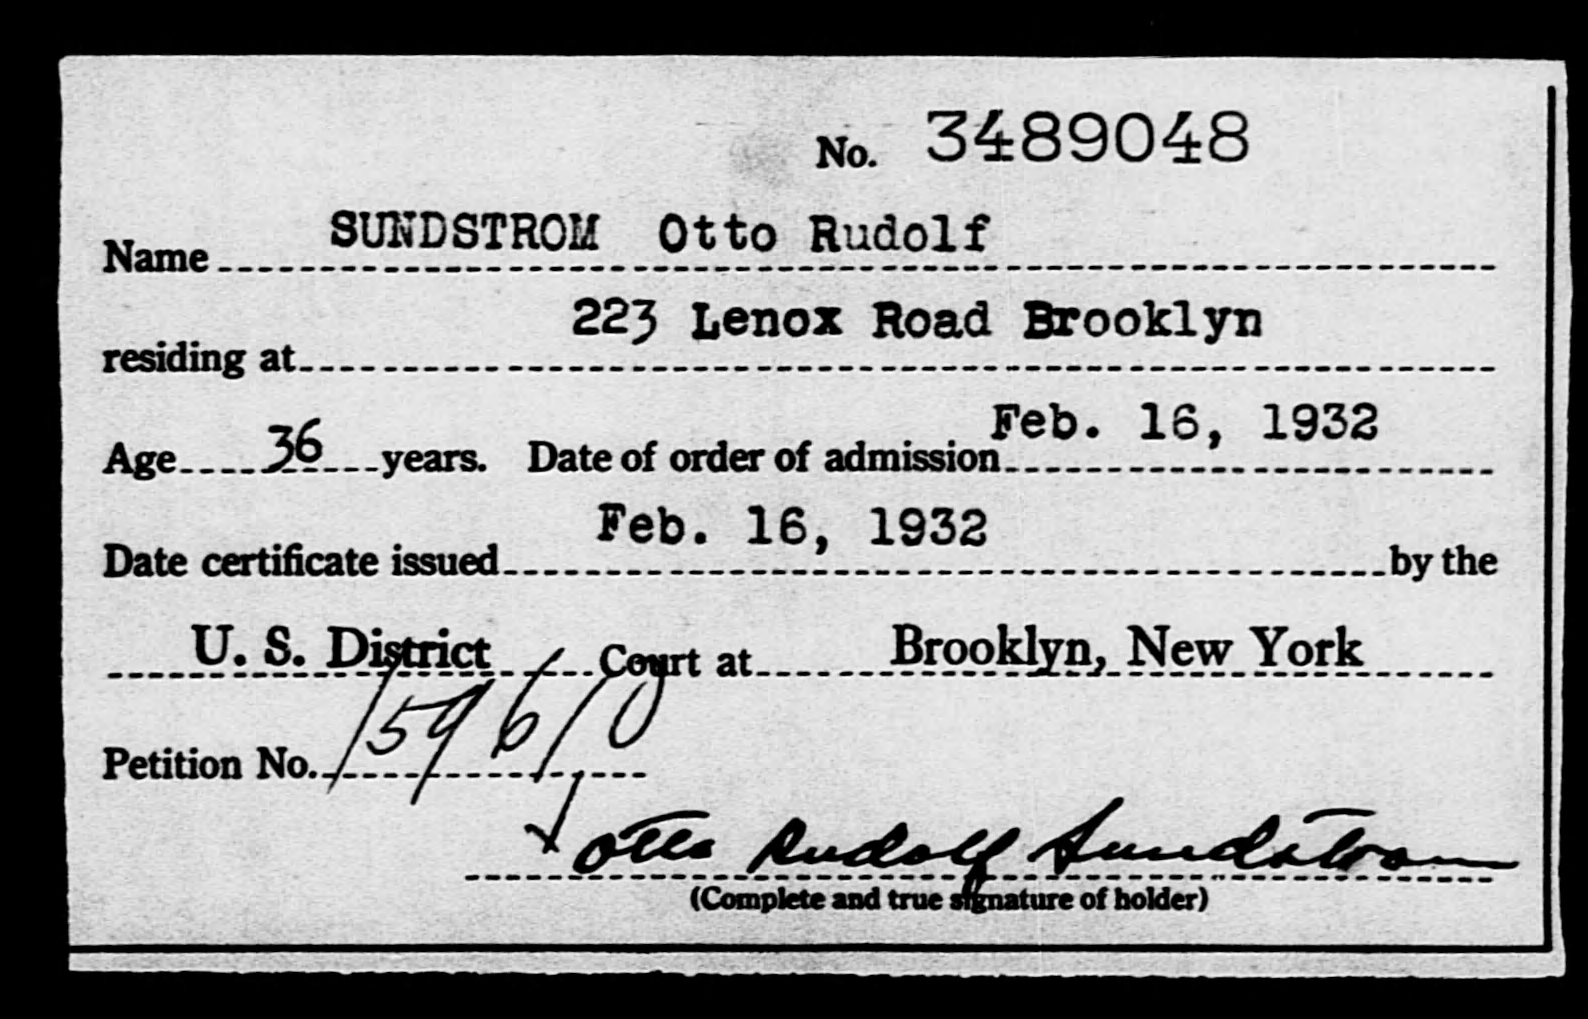 No. 3489048
Name SUNDSTROM Otto Rudolf
residing at 223 Lenox Road Brooklyn
Age 36 years. Date of order of admission Feb. 16, 1932
Date certificate issued Feb. 16, 1932 by the
U. S. District Court at Brooklyn, New York
Petition No. 159610
Otto Rudolf Sundstrom
(Complete and true signature of holder)